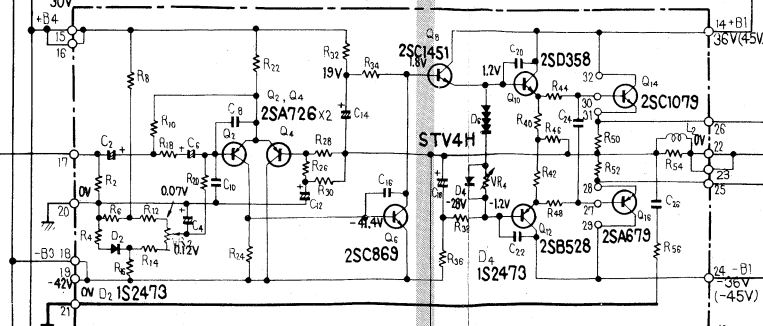 30V
+B4
15
16
R8
R22
R32
19V
R34
1.8V
Q8
2SC1451
C20
2SD358
14 +B1
36V(45V
Q2, Q4
2SA726×2
C14
1.2V
Q10
R44
32
Q14
30
31
2SC1079
R10
C8
Q2
Q4
STV4H
D6
R40
R46
C24
R50
26
17
C2
R18
C6
R28
R26
R30
L2
0V
22
R54
23
25
R2
R20
C10
C12
C16
C18
D4
VR4
R42
R52
28
0V
20
0.07V
R6
R12
C4
-41.4V
-28V
-1.2V
R38
R48
27
Q16
C26
R4
D2
0.12V
R14
R16
R24
Q6
2SC869
R36
Q12
C22
2SB528
29
2SA679
R56
-B3 18
19
-42V
0V
D2 1S2473
D4
1S2473
24 -B1
-36V
(-45V)
21